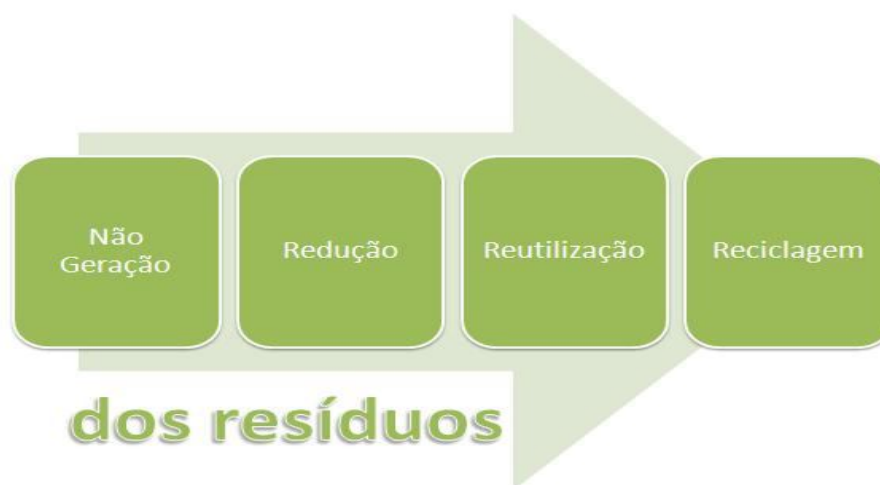 Não
Geração
Redução
Reutilização
Reciclagem
dos resíduos